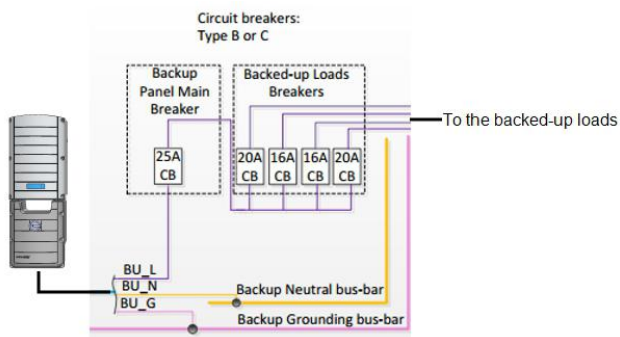 Circuit breakers:
Type B or C
Backup
Panel Main
Breaker
Backed-up Loads
Breakers
To the backed-up loads
25A
CB
20A
CB
16A
CB
16A
CB
20A
CB
BU_L
BU_N
BU_G
Backup Neutral bus-bar
Backup Grounding bus-bar